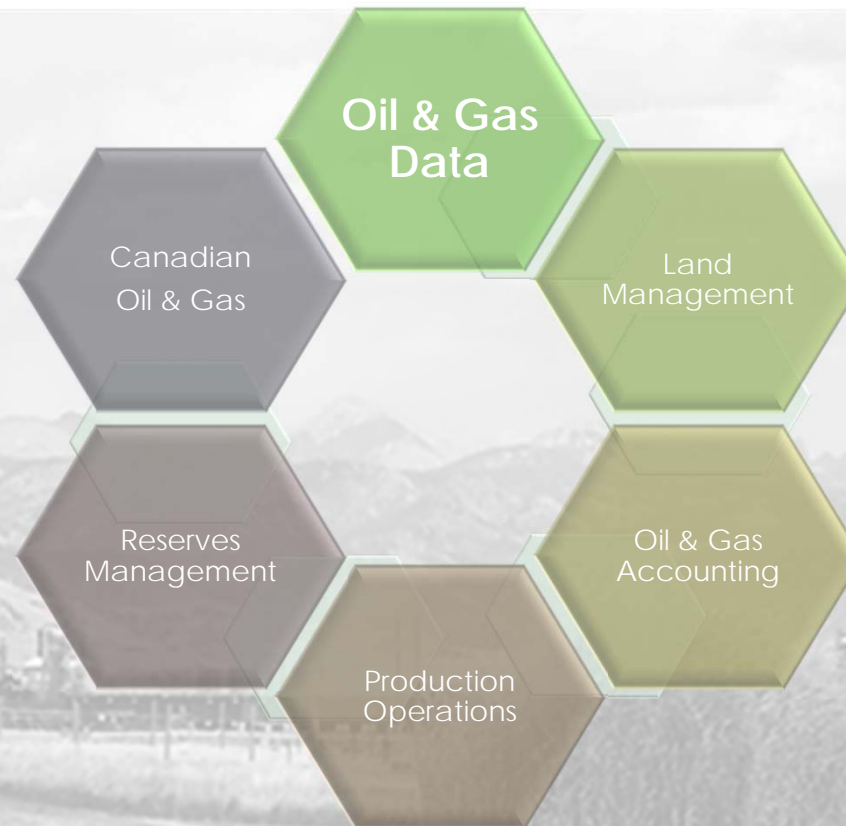 Oil & Gas
Data
Canadian
Oil & Gas
Land
Management
Reserves
Management
Oil & Gas
Accounting
Production
Operations